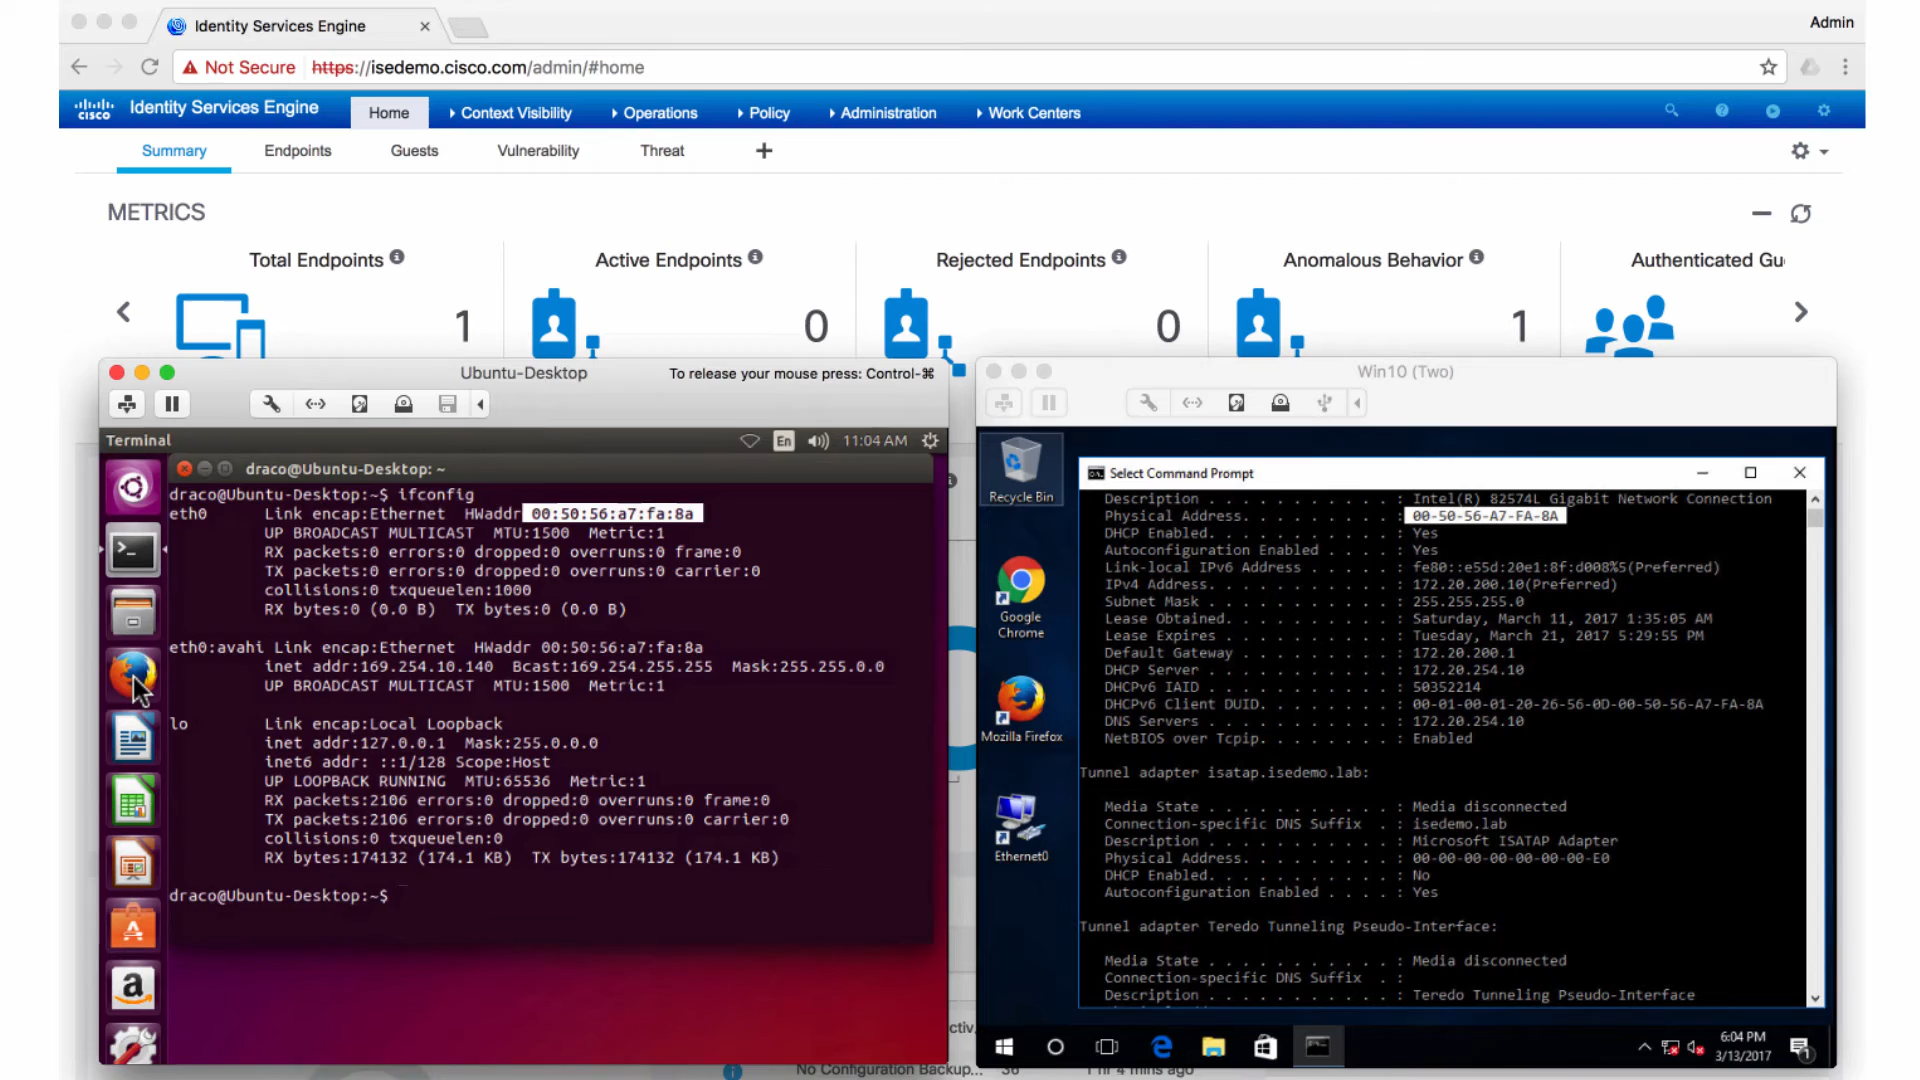 Identity Services Engine
Admin
Not Secure https://isedemo.cisco.com/admin/#home
cisco Identity Services Engine Home Context Visibility Operations Policy Administration Work Centers
Summary Endpoints Guests Vulnerability Threat
METRICS
Total Endpoints Active Endpoints Rejected Endpoints Anomalous Behavior Authenticated Gu
1 0 0 1
Ubuntu-Desktop To release your mouse press: Control-⌘
Terminal En 11:04 AM
draco@Ubuntu-Desktop: ~
draco@Ubuntu-Desktop:~$ ifconfig
eth0 Link encap:Ethernet HWaddr 00:50:56:a7:fa:8a
UP BROADCAST MULTICAST MTU:1500 Metric:1
RX packets:0 errors:0 dropped:0 overruns:0 frame:0
TX packets:0 errors:0 dropped:0 overruns:0 carrier:0
collisions:0 txqueuelen:1000
RX bytes:0 (0.0 B) TX bytes:0 (0.0 B)
eth0:avahi Link encap:Ethernet HWaddr 00:50:56:a7:fa:8a
inet addr:169.254.10.140 Bcast:169.254.255.255 Mask:255.255.0.0
UP BROADCAST MULTICAST MTU:1500 Metric:1
lo Link encap:Local Loopback
inet addr:127.0.0.1 Mask:255.0.0.0
inet6 addr: ::1/128 Scope:Host
UP LOOPBACK RUNNING MTU:65536 Metric:1
RX packets:2106 errors:0 dropped:0 overruns:0 frame:0
TX packets:2106 errors:0 dropped:0 overruns:0 carrier:0
collisions:0 txqueuelen:0
RX bytes:174132 (174.1 KB) TX bytes:174132 (174.1 KB)
draco@Ubuntu-Desktop:~$
Win10 (Two)
Recycle Bin
Google
Chrome
Mozilla Firefox
Ethernet0
Select Command Prompt
Description . . . . . . . . . . . : Intel(R) 82574L Gigabit Network Connection
Physical Address. . . . . . . . . : 00-50-56-A7-FA-8A
DHCP Enabled. . . . . . . . . . . : Yes
Autoconfiguration Enabled . . . . : Yes
Link-local IPv6 Address . . . . . : fe80::e55d:20e1:8f:d008%5(Preferred)
IPv4 Address. . . . . . . . . . . : 172.20.200.10(Preferred)
Subnet Mask . . . . . . . . . . . : 255.255.255.0
Lease Obtained. . . . . . . . . . : Saturday, March 11, 2017 1:35:05 AM
Lease Expires . . . . . . . . . . : Tuesday, March 21, 2017 5:29:55 PM
Default Gateway . . . . . . . . . : 172.20.200.1
DHCP Server . . . . . . . . . . . : 172.20.254.10
DHCPv6 IAID . . . . . . . . . . . : 50352214
DHCPv6 Client DUID. . . . . . . . : 00-01-00-01-20-26-56-0D-00-50-56-A7-FA-8A
DNS Servers . . . . . . . . . . . : 172.20.254.10
NetBIOS over Tcpip. . . . . . . . : Enabled
Tunnel adapter isatap.isedemo.lab:
Media State . . . . . . . . . . . : Media disconnected
Connection-specific DNS Suffix . : isedemo.lab
Description . . . . . . . . . . . : Microsoft ISATAP Adapter
Physical Address. . . . . . . . . : 00-00-00-00-00-00-00-E0
DHCP Enabled. . . . . . . . . . . : No
Autoconfiguration Enabled . . . . : Yes
Tunnel adapter Teredo Tunneling Pseudo-Interface:
Media State . . . . . . . . . . . : Media disconnected
Connection-specific DNS Suffix . :
Description . . . . . . . . . . . : Teredo Tunneling Pseudo-Interface
6:04 PM
3/13/2017
1
ctiv.
No Configuration Backup...